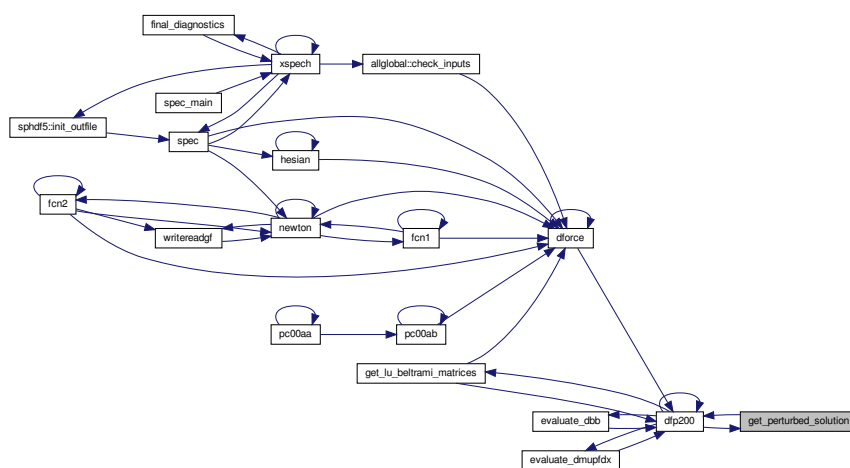 final_diagnostics
xspech
allglobal::check_inputs
spec_main
sphdf5::init_outfile
spec
hesian
fcn2
newton
writereadgf
fcn1
dforce
pc00aa
pc00ab
get_lu_beltrami_matrices
evaluate_dbb
dfp200
get_perturbed_solution
evaluate_dmupfdx